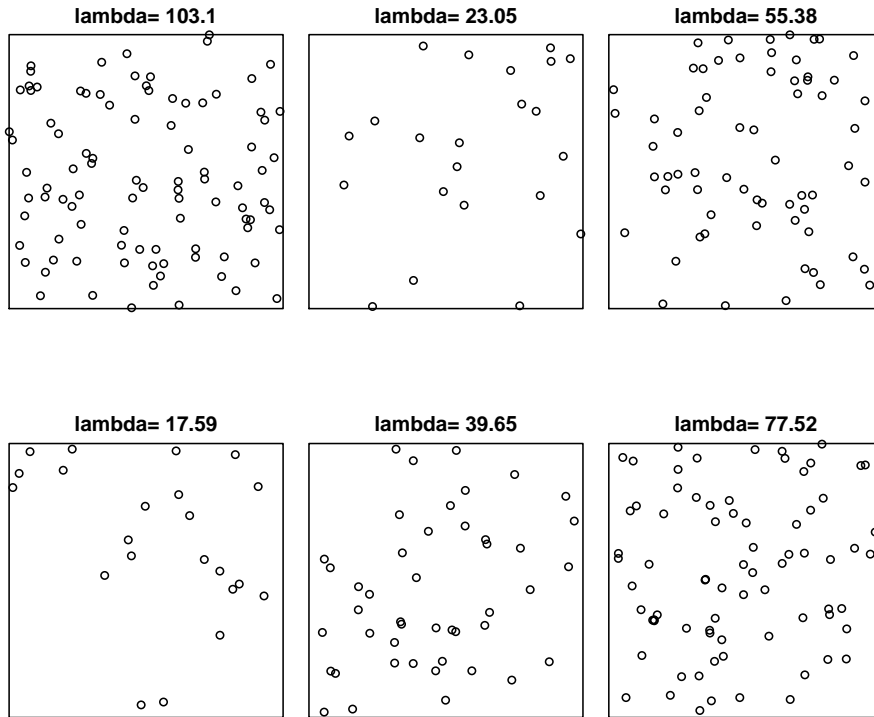 lambda= 103.1
lambda= 23.05
lambda= 55.38
lambda= 17.59
lambda= 39.65
lambda= 77.52